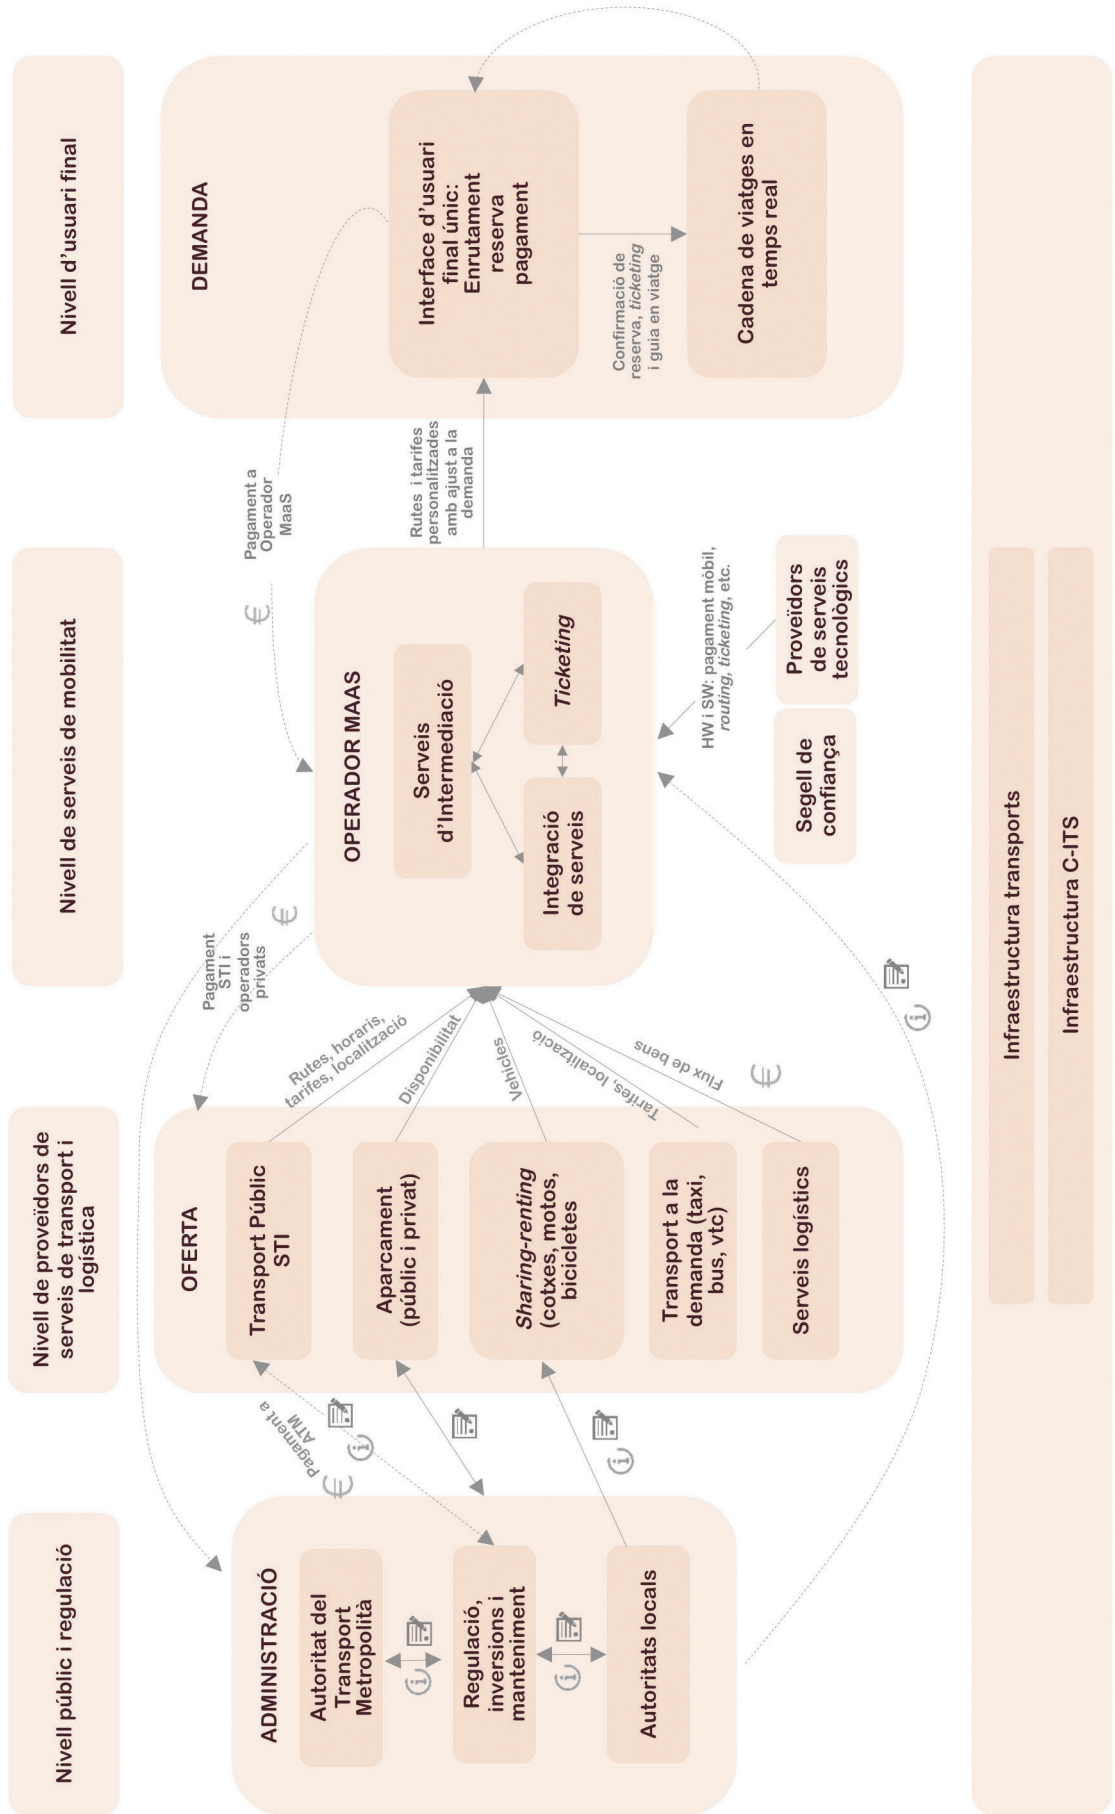 Nivell públic i regulació
Nivell de proveïdors de
serveis de transport i
logística
Nivell de serveis de mobilitat
Nivell d'usuari final
ADMINISTRACIÓ
Autoritat del
Transport
Metropolità
Regulació,
inversions i
manteniment
Autoritats locals
Pagament a
ATM
€
OFERTA
Transport Públic
STI
Aparcament
(públic i privat)
Sharing-renting
(cotxes, motos,
bicicletes
Transport a la
demanda (taxi,
bus, vtc)
Serveis logístics
Pagament
STI i
operadors
privats
€
Rutes, horaris,
tarifes, localització
Disponibilitat
Vehicles
Tarifes, localització
Flux de bens
€
OPERADOR MAAS
Serveis
d'Intermediació
Integració
de serveis
Ticketing
Segell de
confiança
Proveïdors
de serveis
tecnològics
HW i SW: pagament mòbil,
routing, ticketing, etc.
€
Pagament a
Operador
MaaS
Rutes i tarifes
personalitzades
amb ajust a la
demanda
DEMANDA
Interface d'usuari
final únic:
Enrutament
reserva
pagament
Confirmació de
reserva, ticketing
i guia en viatge
Cadena de viatges en
temps real
Infraestructura transports
Infraestructura C-ITS